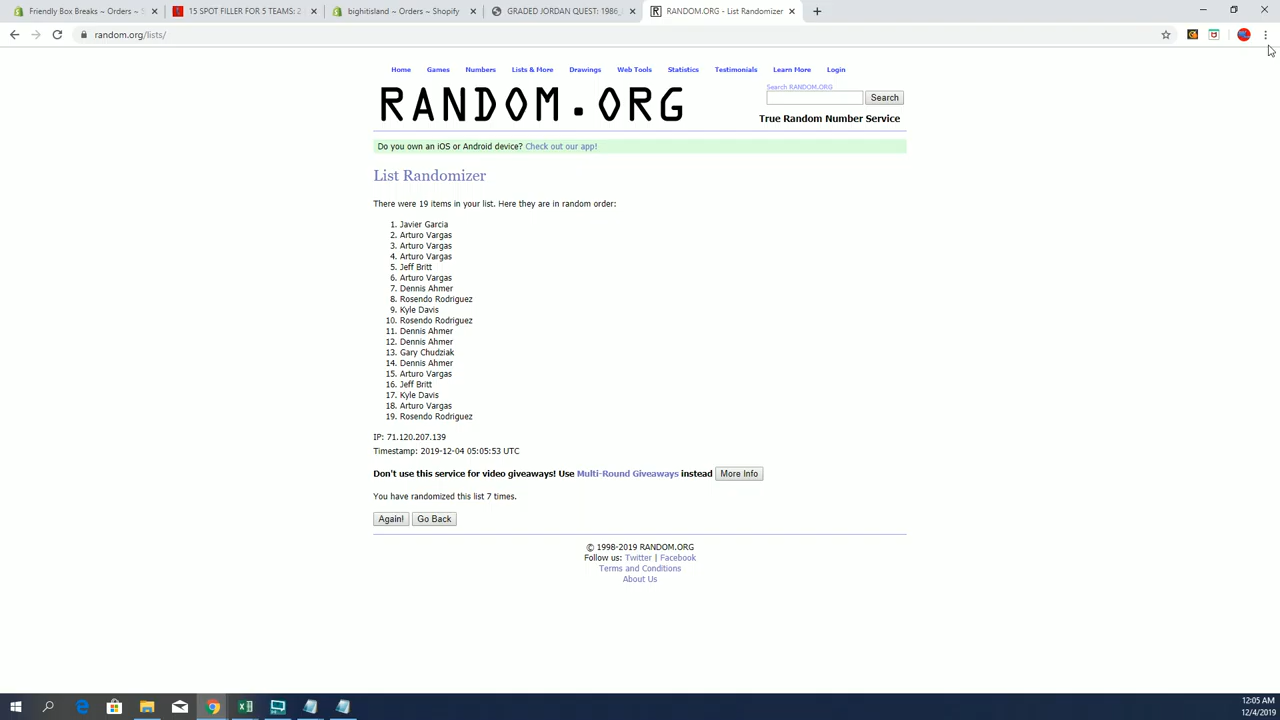 Friendly Box Breaks ~ Orders ~ S
15 SPOT FILLER FOR 5 TEAMS: 2
bighitisland ~ Orders ~ Shopify
GRADED JORDAN QUEST: 1986
RANDOM.ORG - List Randomizer
random.org/lists/
Home Games Numbers Lists & More Drawings Web Tools Statistics Testimonials Learn More Login
RANDOM.ORG
Search RANDOM.ORG
Search
True Random Number Service
Do you own an iOS or Android device? Check out our app!
List Randomizer
There were 19 items in your list. Here they are in random order:
1. Javier Garcia
2. Arturo Vargas
3. Arturo Vargas
4. Arturo Vargas
5. Jeff Britt
6. Arturo Vargas
7. Dennis Ahmer
8. Rosendo Rodriguez
9. Kyle Davis
10. Rosendo Rodriguez
11. Dennis Ahmer
12. Dennis Ahmer
13. Gary Chudziak
14. Dennis Ahmer
15. Arturo Vargas
16. Jeff Britt
17. Kyle Davis
18. Arturo Vargas
19. Rosendo Rodriguez
IP: 71.120.207.139
Timestamp: 2019-12-04 05:05:53 UTC
Don't use this service for video giveaways! Use Multi-Round Giveaways instead More Info
You have randomized this list 7 times.
Again! Go Back
© 1998-2019 RANDOM.ORG
Follow us: Twitter | Facebook
Terms and Conditions
About Us
12:05 AM
12/4/2019